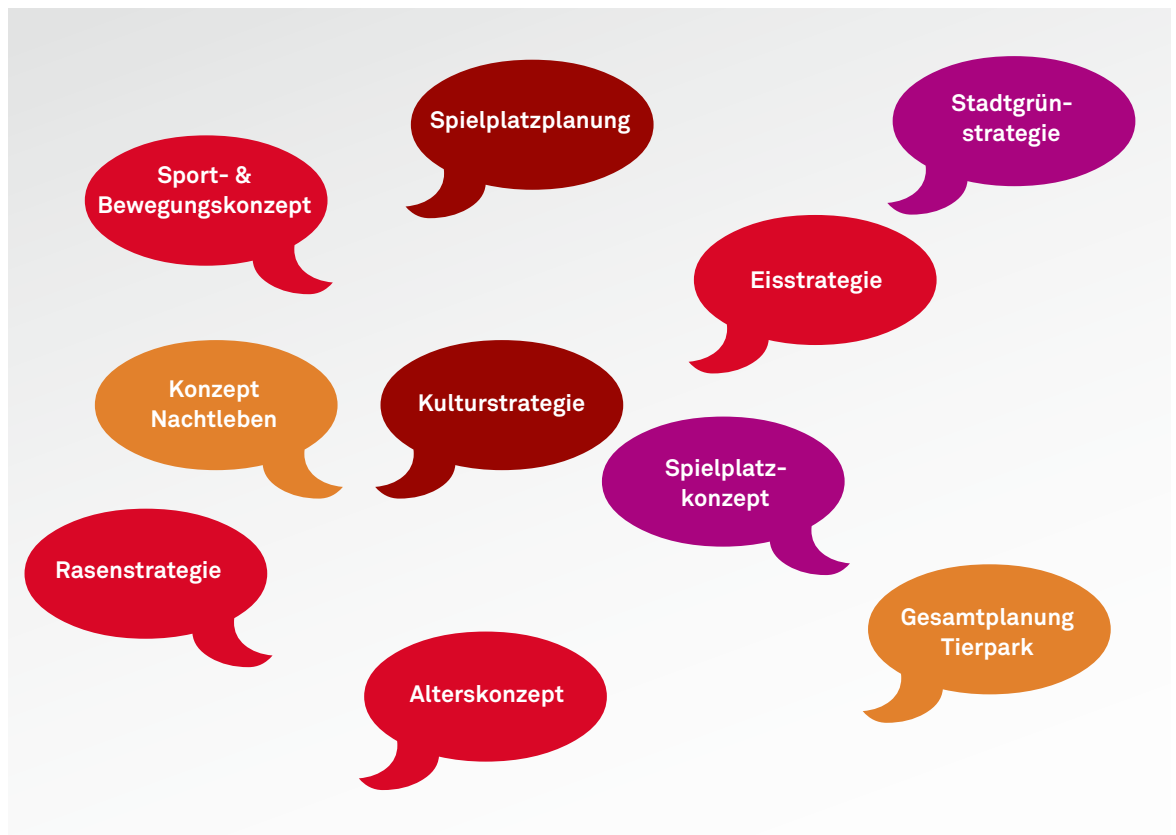 Spielplatzplanung
Stadtgrün-
strategie
Sport- &
Bewegungskonzept
Eisstrategie
Konzept
Nachtleben
Kulturstrategie
Spielplatz-
konzept
Rasenstrategie
Gesamtplanung
Tierpark
Alterskonzept